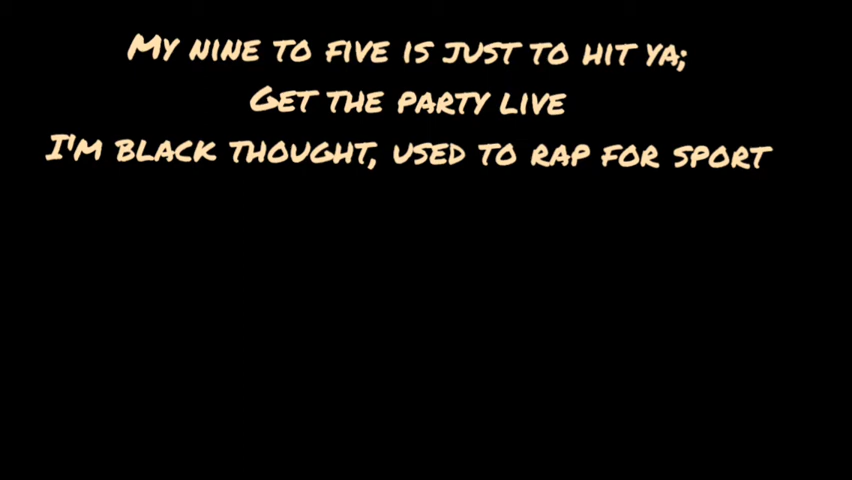 My nine to five is just to hit ya;
Get the party live
I'm black thought, used to rap for sport